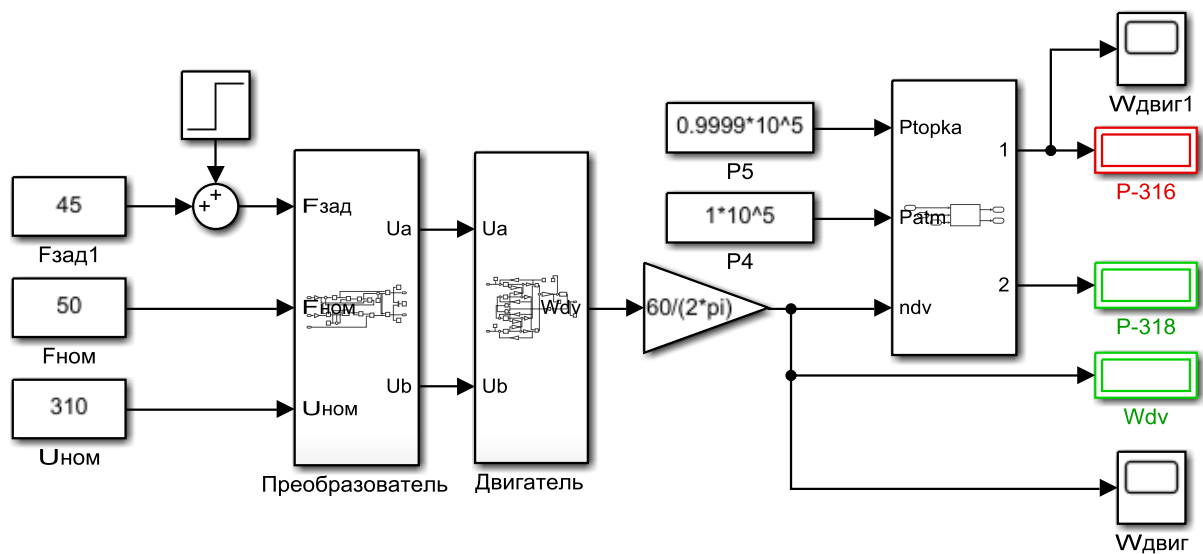 45
Fзад1
50
Fном
310
Uном
Fзад
Fном
Uном
Ua
Ub
Преобразователь
Ua
Ub
Wdv
Двигатель
60/(2*pi)
0.9999*10^5
P5
1*10^5
P4
Ptopka
Patm
ndv
1
2
Wдвиг1
P-316
P-318
Wdv
Wдвиг